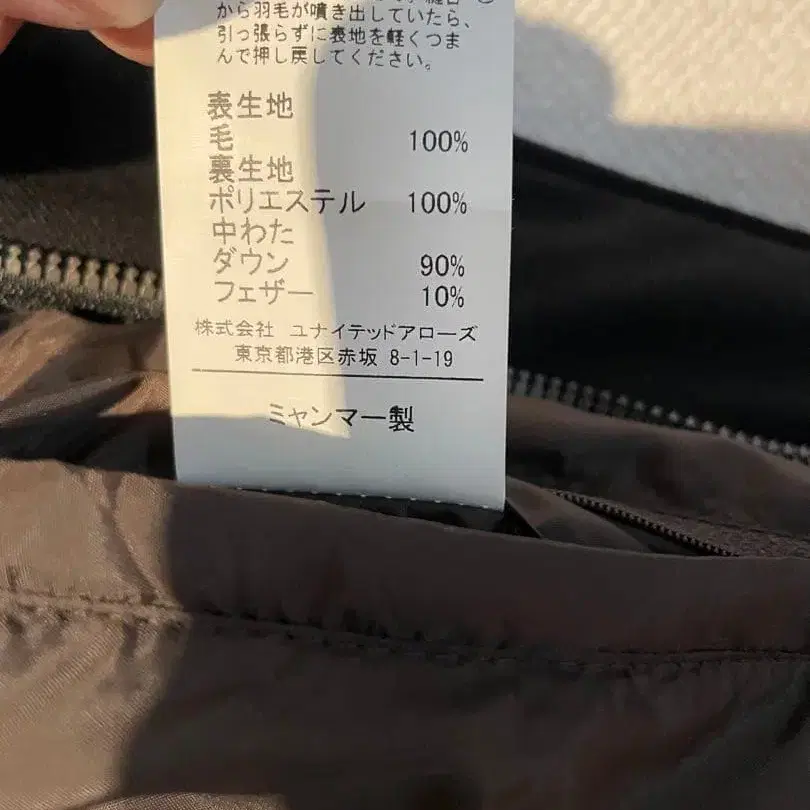 から羽毛が噴き出していたら、
引っ張らずに表地を軽くつま
んで押し戻してください。
表生地
毛 100%
裏生地
ポリエステル 100%
中わた
ダウン 90%
フェザー 10%
株式会社 ユナイテッドアローズ
東京都港区赤坂 8-1-19
ミャンマー製